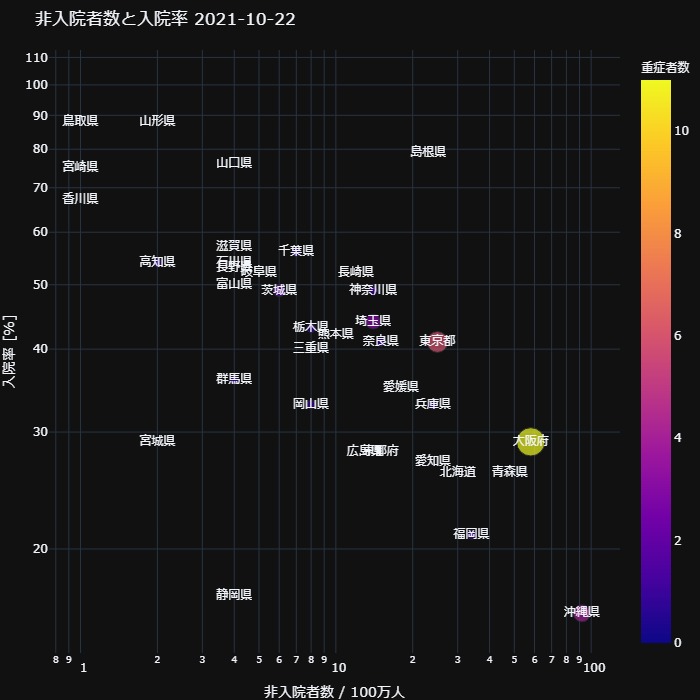 非入院者数と入院率 2021-10-22
重症者数
110
100
90
80
70
60
50
40
30
20
入院率 [%]
鳥取県
山形県
島根県
山口県
宮崎県
香川県
滋賀県
千葉県
高知県
石川県
長野県
岐阜県
長崎県
富山県
茨城県
神奈川県
埼玉県
栃木県
熊本県
奈良県
東京都
三重県
群馬県
愛媛県
岡山県
兵庫県
宮城県
大阪府
広島県
京都府
愛知県
北海道
青森県
福岡県
静岡県
沖縄県
10
8
6
4
2
0
8 9 1 2 3 4 5 6 7 8 9 10 2 3 4 5 6 7 8 9 100
非入院者数 / 100万人